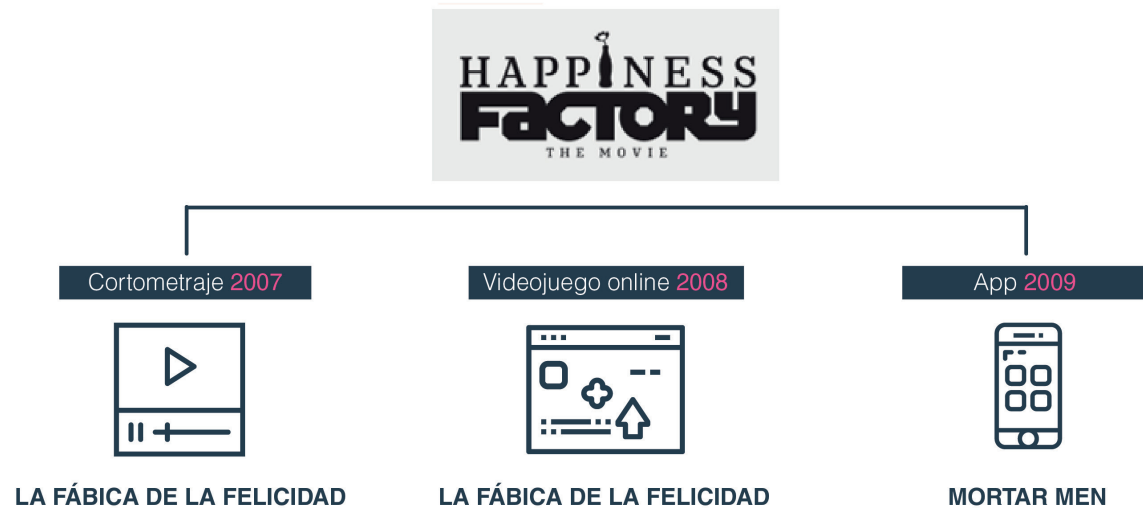 HAPPINESS
FACTORY
THE MOVIE
Cortometraje 2007
Videojuego online 2008
App 2009
LA FÁBICA DE LA FELICIDAD
LA FÁBICA DE LA FELICIDAD
MORTAR MEN